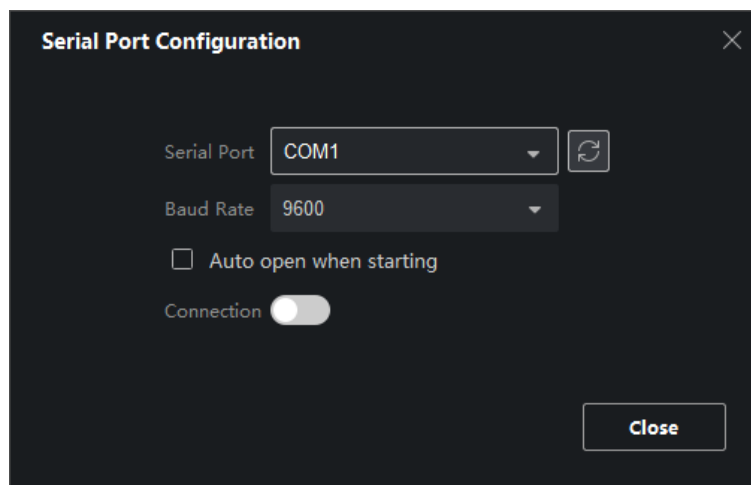 Serial Port Configuration
Serial Port COM1
Baud Rate 9600
Auto open when starting
Connection
Close